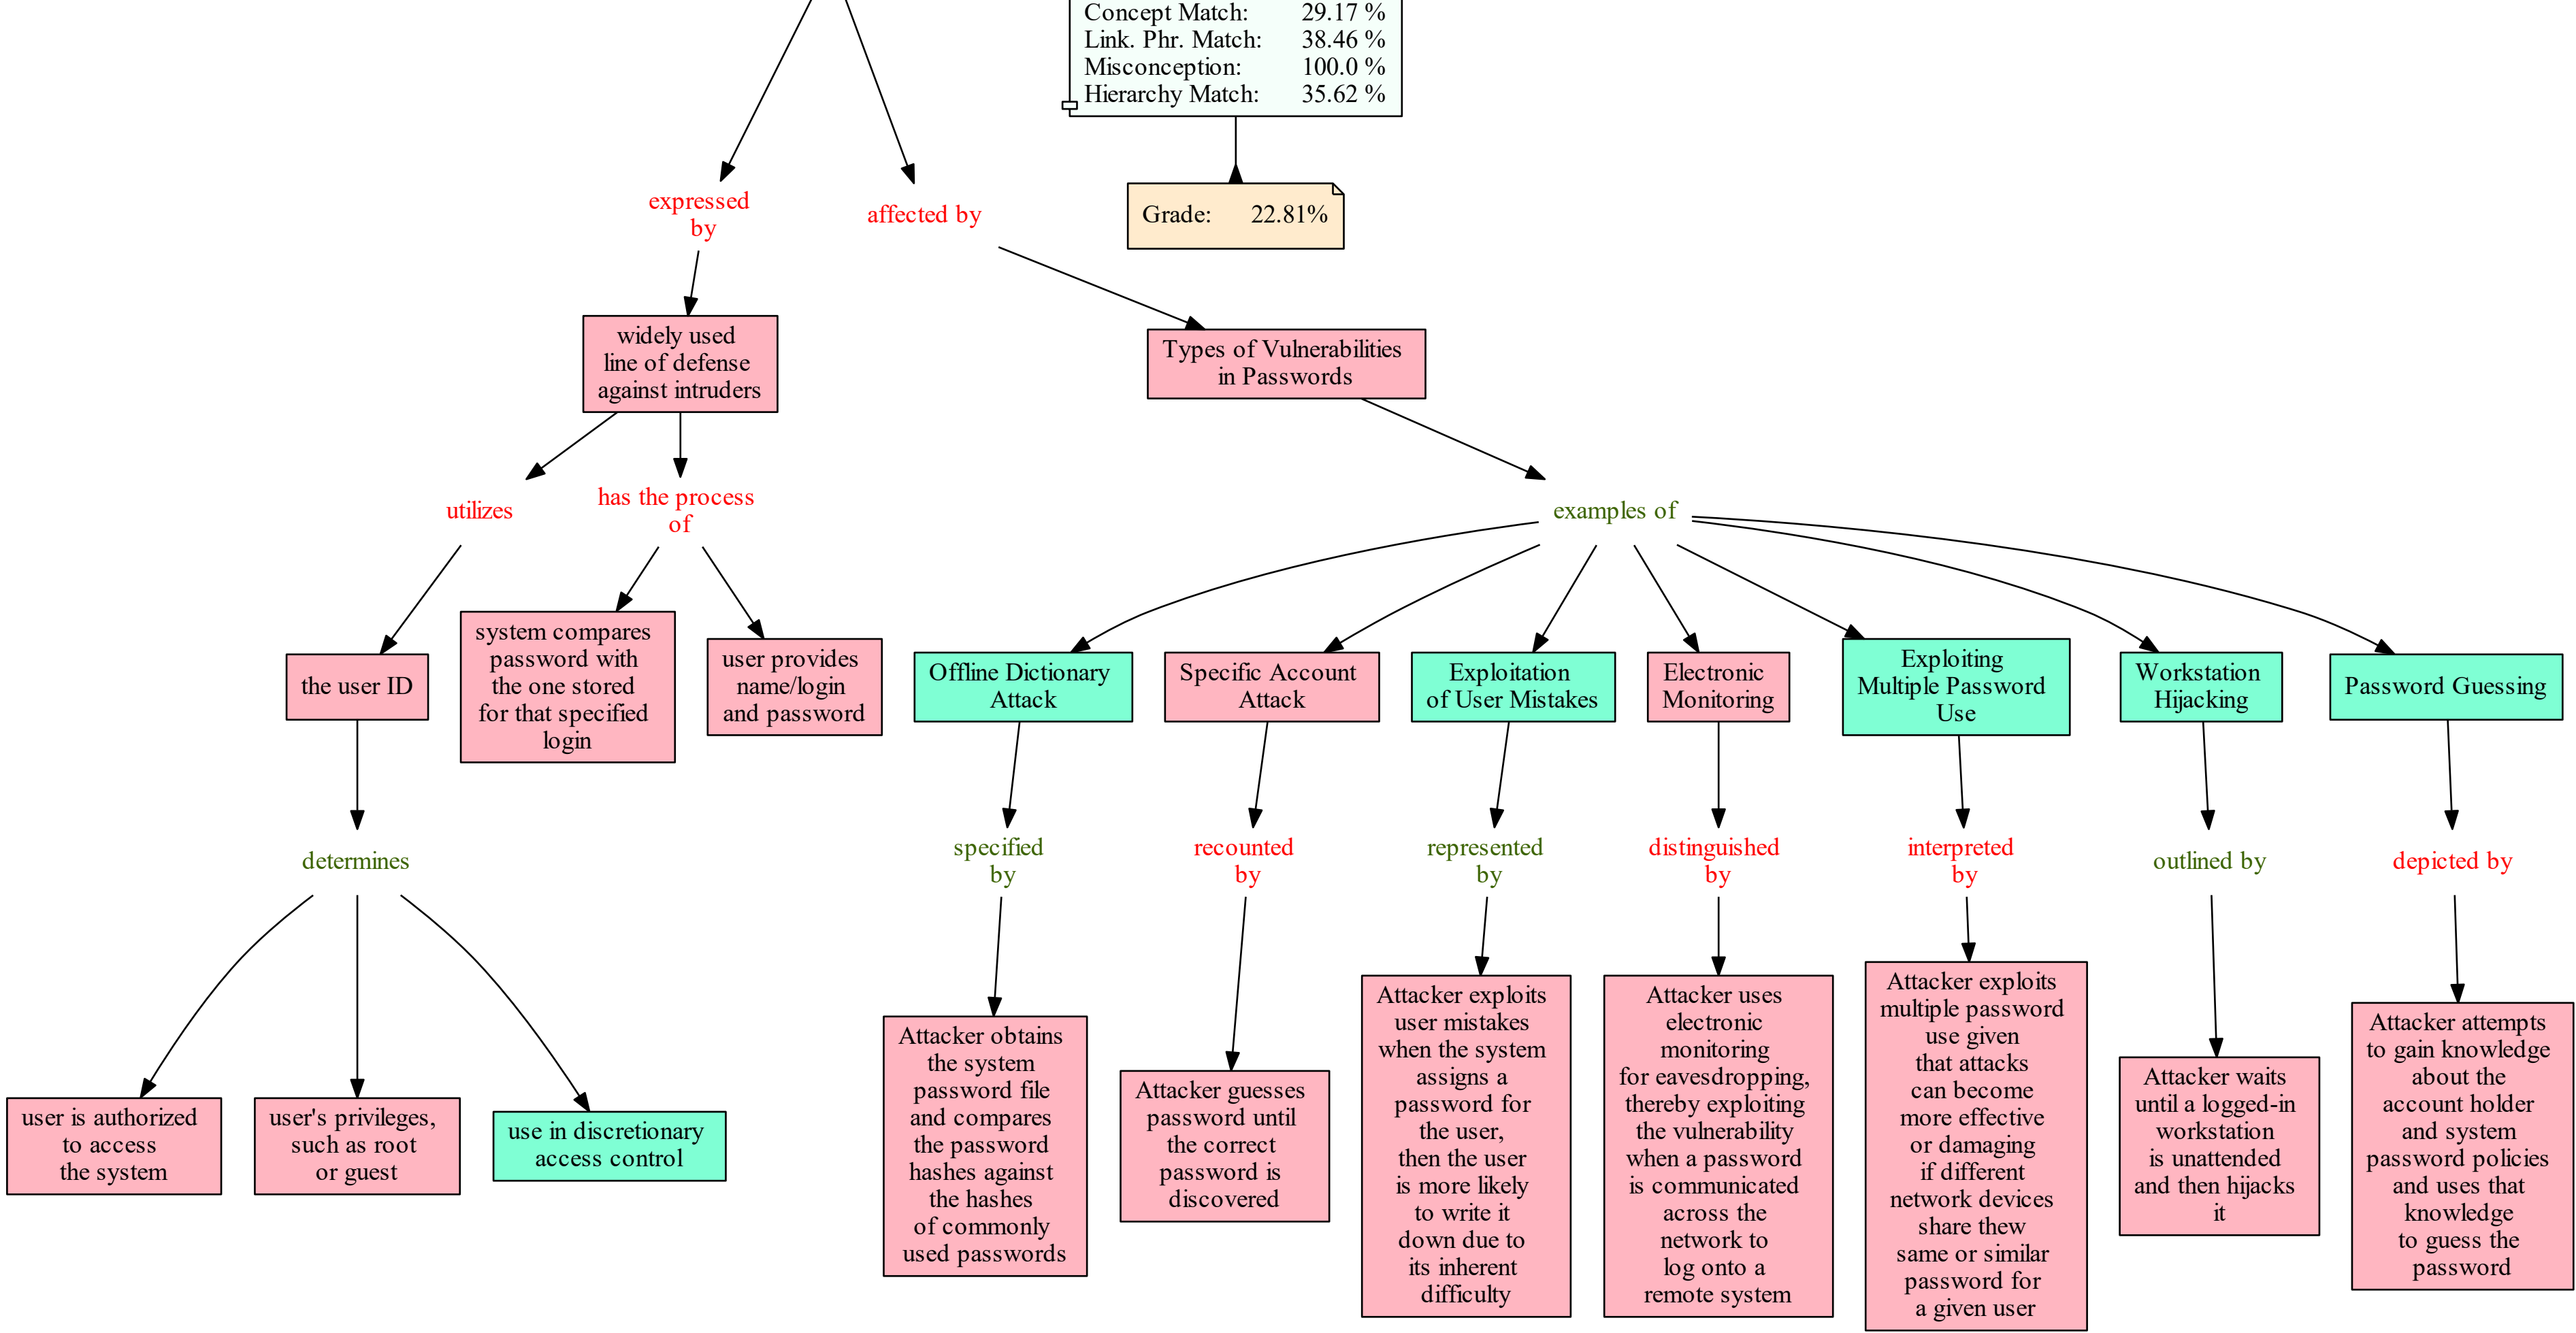 Concept Match: 29.17 %
Link. Phr. Match: 38.46 %
Misconception: 100.0 %
Hierarchy Match: 35.62 %
Grade: 22.81%
expressed
by
affected by
widely used
line of defense
against intruders
Types of Vulnerabilities
in Passwords
utilizes
has the process
of
examples of
the user ID
system compares
password with
the one stored
for that specified
login
user provides
name/login
and password
Offline Dictionary
Attack
Specific Account
Attack
Exploitation
of User Mistakes
Electronic
Monitoring
Exploiting
Multiple Password
Use
Workstation
Hijacking
Password Guessing
determines
specified
by
recounted
by
represented
by
distinguished
by
interpreted
by
outlined by
depicted by
user is authorized
to access
the system
user's privileges,
such as root
or guest
use in discretionary
access control
Attacker obtains
the system
password file
and compares
the password
hashes against
the hashes
of commonly
used passwords
Attacker guesses
password until
the correct
password is
discovered
Attacker exploits
user mistakes
when the system
assigns a
password for
the user,
then the user
is more likely
to write it
down due to
its inherent
difficulty
Attacker uses
electronic
monitoring
for eavesdropping,
thereby exploiting
the vulnerability
when a password
is communicated
across the
network to
log onto a
remote system
Attacker exploits
multiple password
use given
that attacks
can become
more effective
or damaging
if different
network devices
share thew
same or similar
password for
a given user
Attacker waits
until a logged-in
workstation
is unattended
and then hijacks
it
Attacker attempts
to gain knowledge
about the
account holder
and system
password policies
and uses that
knowledge
to guess the
password